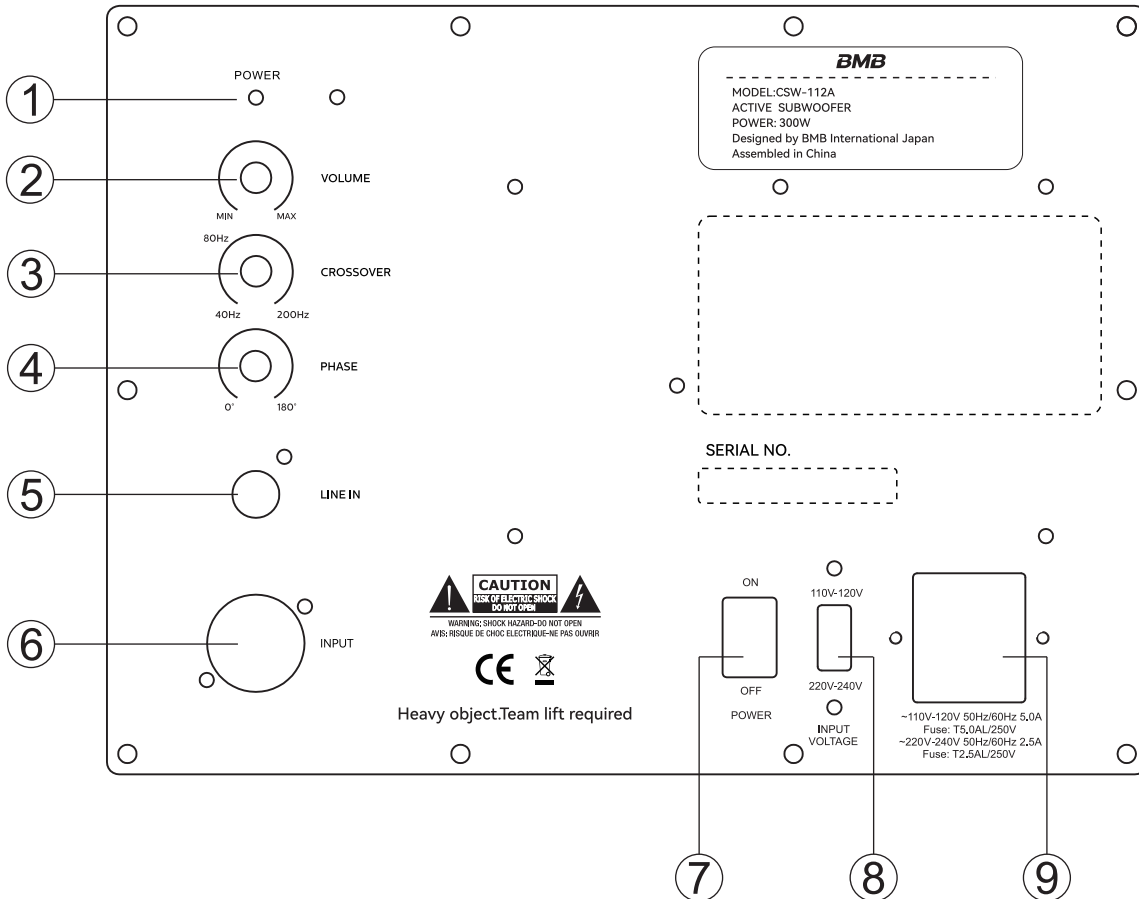 1
POWER
2
VOLUME
MIN
MAX
3
80Hz
CROSSOVER
40Hz
200Hz
4
PHASE
0°
180°
5
LINE IN
6
INPUT
BMB
MODEL:CSW-112A
ACTIVE SUBWOOFER
POWER: 300W
Designed by BMB International Japan
Assembled in China
SERIAL NO.
CAUTION
RISK OF ELECTRIC SHOCK
DO NOT OPEN
WARNING: SHOCK HAZARD-DO NOT OPEN
AVIS: RISQUE DE CHOC ELECTRIQUE-NE PAS OUVRIR
CE
Heavy object.Team lift required
ON
OFF
POWER
110V-120V
220V-240V
INPUT
VOLTAGE
~110V-120V 50Hz/60Hz 5.0A
Fuse: T5.0AL/250V
~220V-240V 50Hz/60Hz 2.5A
Fuse: T2.5AL/250V
7
8
9